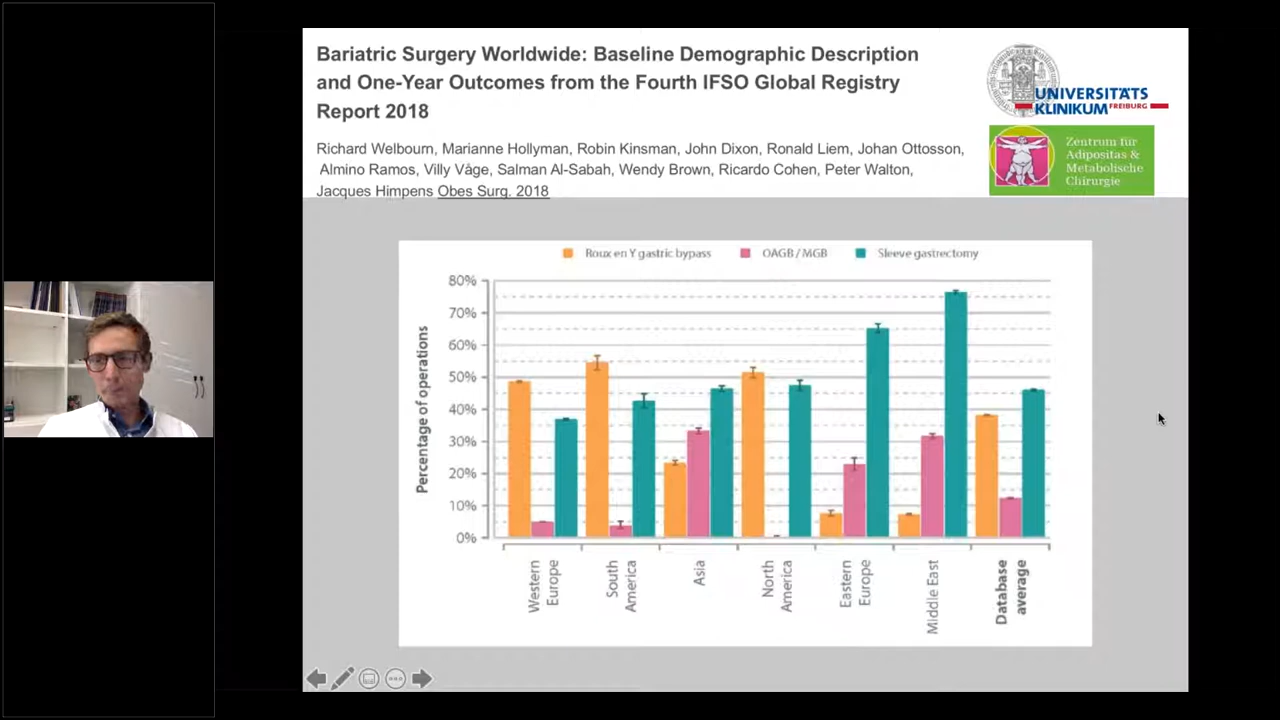 Bariatric Surgery Worldwide: Baseline Demographic Description
and One-Year Outcomes from the Fourth IFSO Global Registry
Report 2018
Richard Welbourn, Marianne Hollyman, Robin Kinsman, John Dixon, Ronald Liem, Johan Ottosson,
Almino Ramos, Villy Våge, Salman Al-Sabah, Wendy Brown, Ricardo Cohen, Peter Walton,
Jacques Himpens Obes Surg. 2018
UNIVERSITÄTS
KLINIKUM FREIBURG
Zentrum für
Adipositas &
Metabolische
Chirurgie
Roux en Y gastric bypass OAGB / MGB Sleeve gastrectomy
Percentage of operations
80%
70%
60%
50%
40%
30%
20%
10%
0%
Western
Europe
South
America
Asia
North
America
Eastern
Europe
Middle East
Database
average